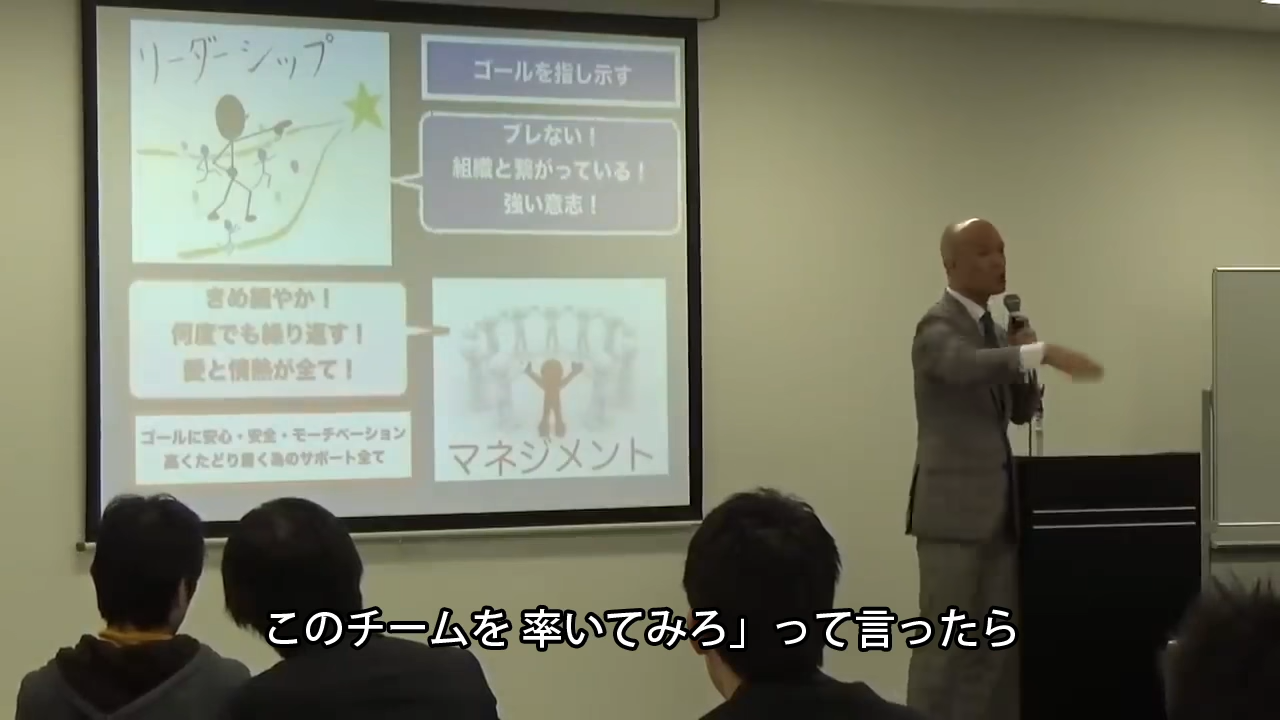 リーダーシップ
ゴールを指し示す
ブレない！
組織と繋がっている！
強い意志！
きめ細やか！
何度でも繰り返す！
愛と情熱が全て！
ゴールに安心・安全・モーチベーション
高くたどり着く為のサポート全て
マネジメント
このチームを 率いてみろ」って言ったら